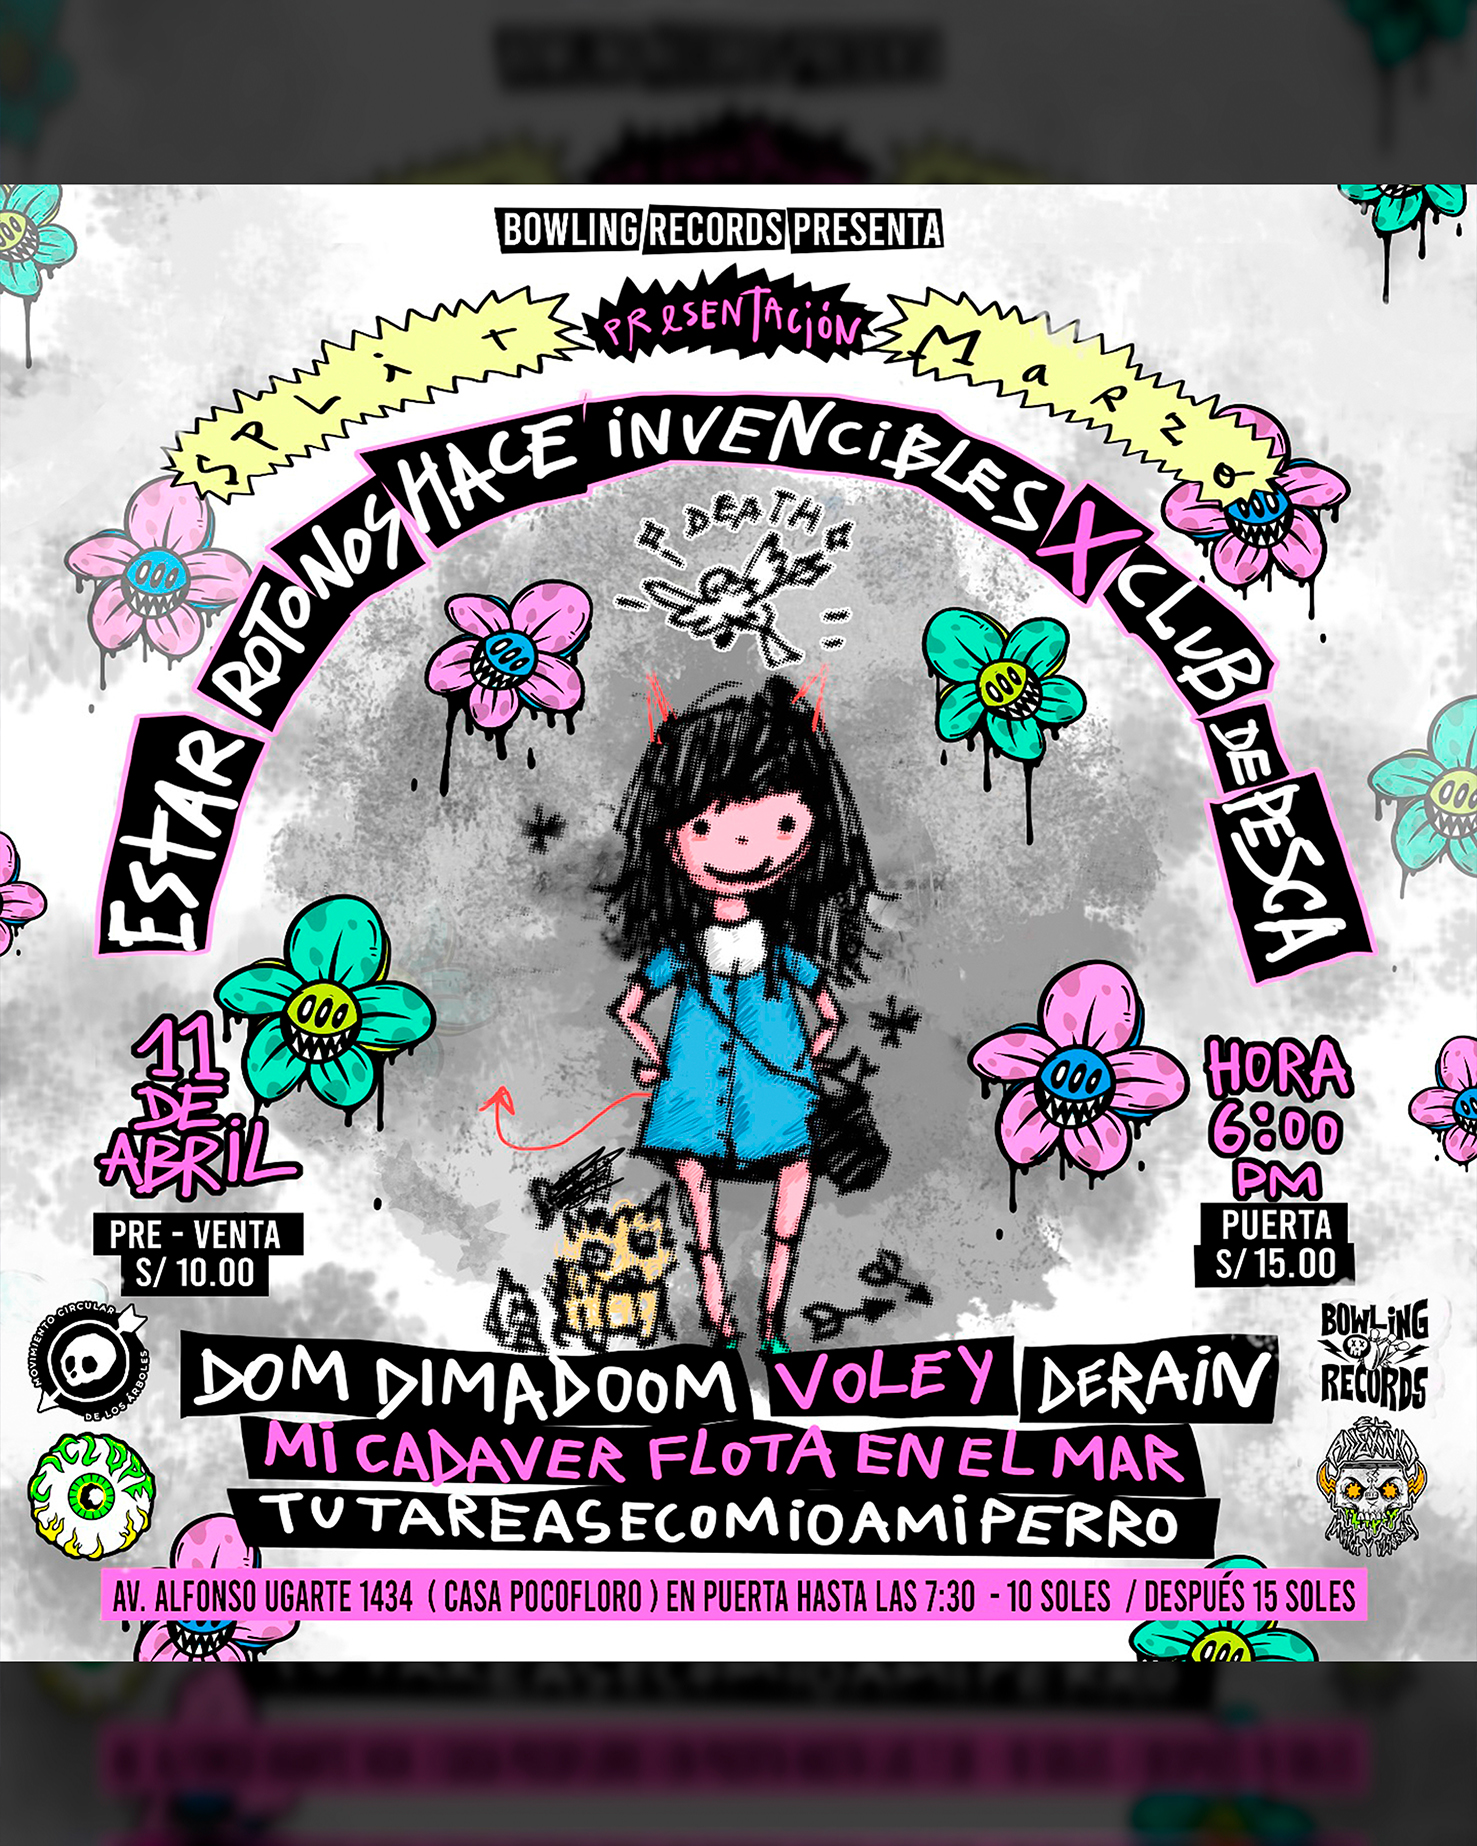 BOWLING RECORDS PRESENTA
SPLIT PRESENTACIÓN MARZO
ESTAR ROTO NOS HACE INVENCIBLES X CLUB DE PESCA
DEATH
11
DE
ABRIL
PRE - VENTA
S/ 10.00
HORA
6:00
PM
PUERTA
S/ 15.00
MOVIMIENTO CIRCULAR
DE LOS ÁRBOLES
BOWLING
RECORDS
DOM DIMADOOM VOLEY DERAIN
MI CADAVER FLOTA EN EL MAR
TUTAREASECOMIOAMIPERRO
AV. ALFONSO UGARTE 1434 ( CASA POCOFLORO ) EN PUERTA HASTA LAS 7:30 - 10 SOLES / DESPUÉS 15 SOLES